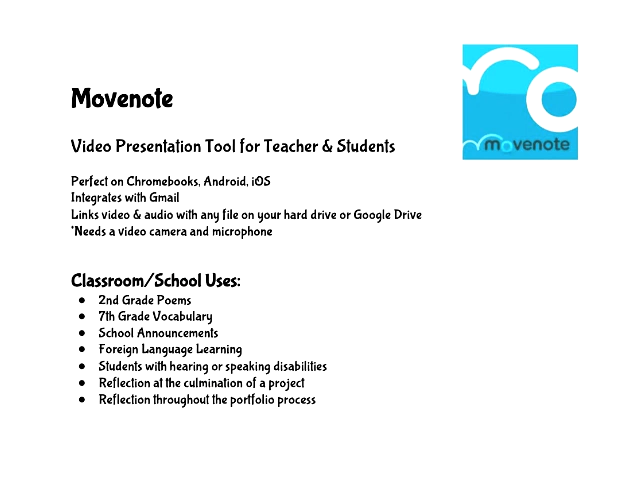 Movenote
movenote
Video Presentation Tool for Teacher & Students
Perfect on Chromebooks, Android, iOS
Integrates with Gmail
Links video & audio with any file on your hard drive or Google Drive
*Needs a video camera and microphone
Classroom/School Uses:
● 2nd Grade Poems
● 7th Grade Vocabulary
● School Announcements
● Foreign Language Learning
● Students with hearing or speaking disabilities
● Reflection at the culmination of a project
● Reflection throughout the portfolio process